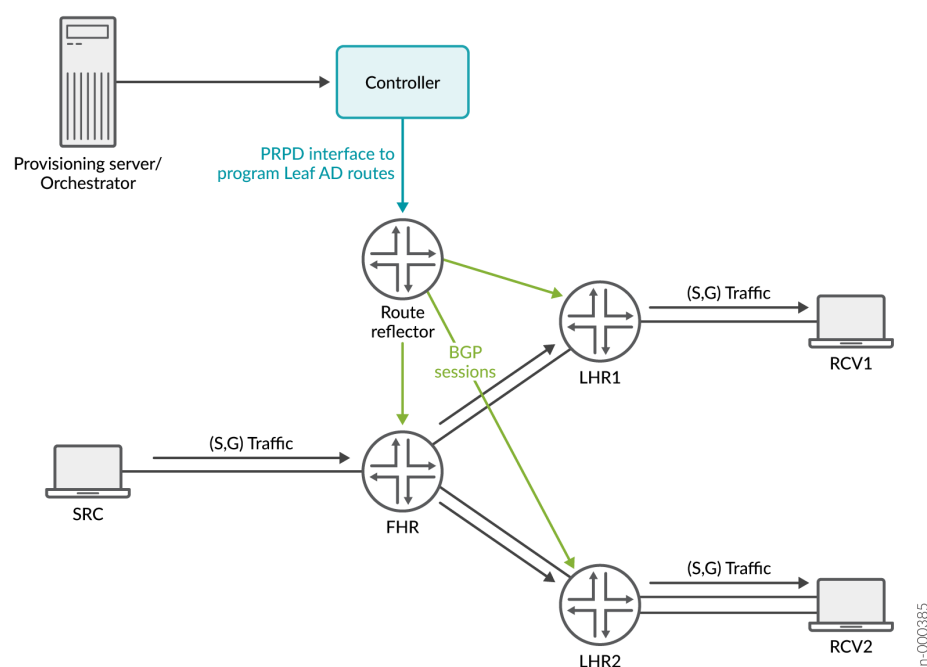 Controller
Provisioning server/
Orchestrator
PRPD interface to
program Leaf AD routes
Route
reflector
BGP
sessions
(S,G) Traffic
LHR1
RCV1
(S,G) Traffic
SRC
FHR
(S,G) Traffic
LHR2
RCV2
n-000385